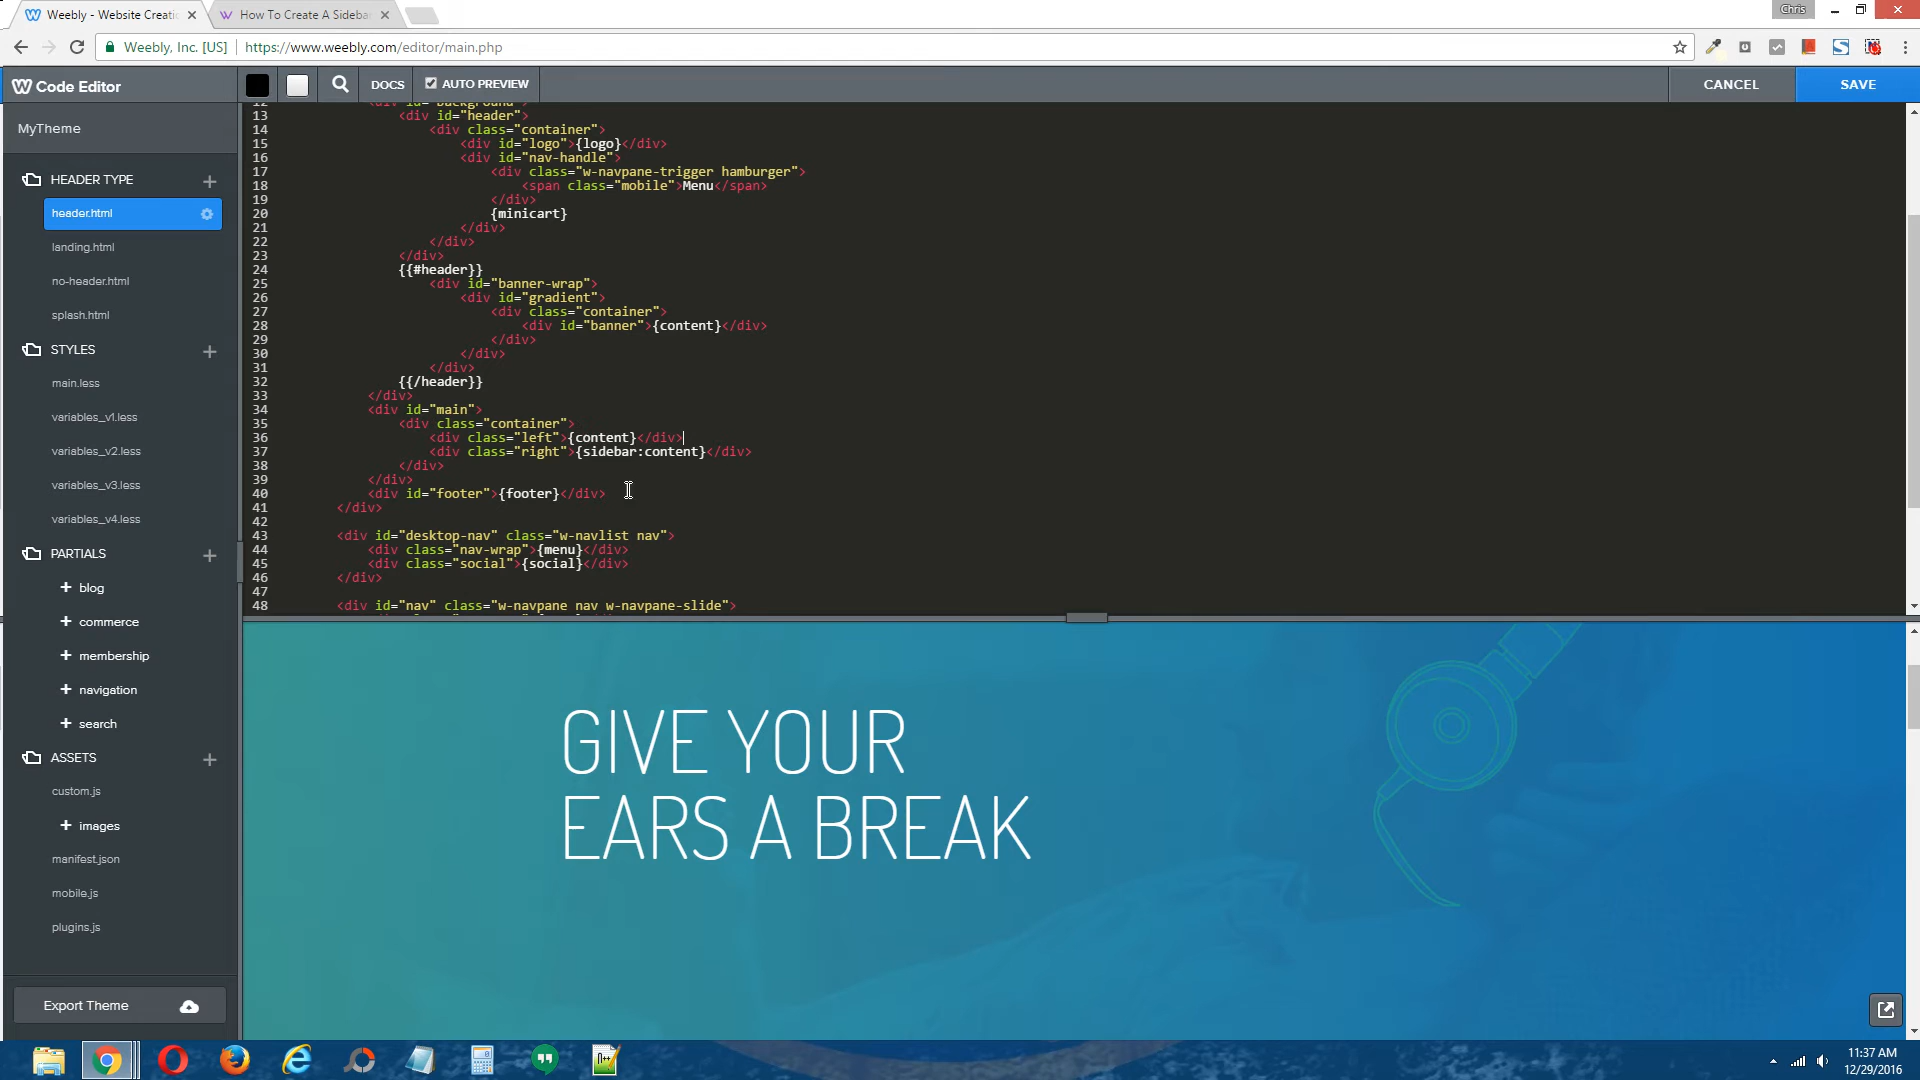 Weebly - Website Creatio
How To Create A Sideba
Chris
Weebly, Inc. [US]
https://www.weebly.com/editor/main.php
Code Editor
DOCS
AUTO PREVIEW
CANCEL
SAVE
MyTheme
HEADER TYPE
header.html
landing.html
no-header.html
splash.html
STYLES
main.less
variables_v1.less
variables_v2.less
variables_v3.less
variables_v4.less
PARTIALS
blog
commerce
membership
navigation
search
ASSETS
custom.js
images
manifest.json
mobile.js
plugins.js
Export Theme
12 <div id="background">
13 <div id="header">
14 <div class="container">
15 <div id="logo">{logo}</div>
16 <div id="nav-handle">
17 <div class="w-navpane-trigger hamburger">
18 <span class="mobile">Menu</span>
19 </div>
20 {minicart}
21 </div>
22 </div>
23 </div>
24 {{#header}}
25 <div id="banner-wrap">
26 <div id="gradient">
27 <div class="container">
28 <div id="banner">{content}</div>
29 </div>
30 </div>
31 </div>
32 {{/header}}
33 </div>
34 <div id="main">
35 <div class="container">
36 <div class="left">{content}</div>
37 <div class="right">{sidebar:content}</div>
38 </div>
39 </div>
40 <div id="footer">{footer}</div>
41 </div>
42
43 <div id="desktop-nav" class="w-navlist nav">
44 <div class="nav-wrap">{menu}</div>
45 <div class="social">{social}</div>
46 </div>
47
48 <div id="nav" class="w-navpane nav w-navpane-slide">
GIVE YOUR
EARS A BREAK
11:37 AM
12/29/2016